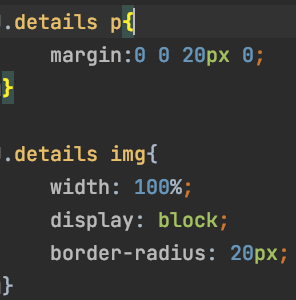 .details p{
margin:0 0 20px 0;
}
.details img{
width: 100%;
display: block;
border-radius: 20px;
}